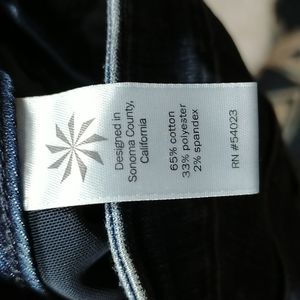 Designed in
Sonoma County,
California
65% cotton
33% polyester
2% spandex
RN #54023